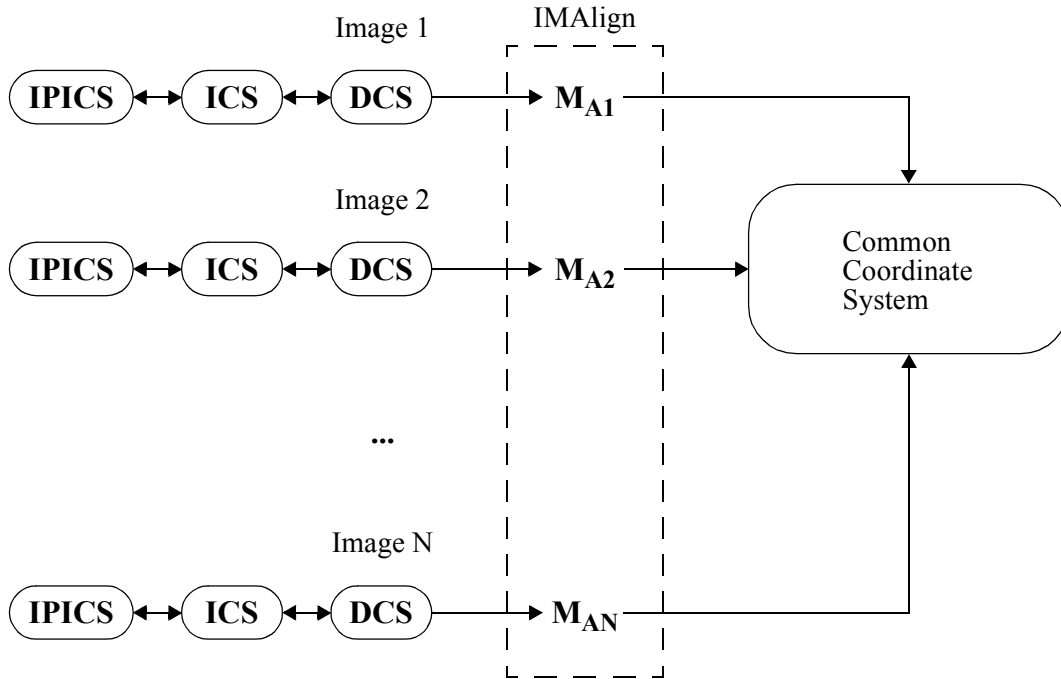 Image 1
IMAlign
IPICS
ICS
DCS
MA1
Image 2
IPICS
ICS
DCS
MA2
Common
Coordinate
System
...
Image N
IPICS
ICS
DCS
MAN